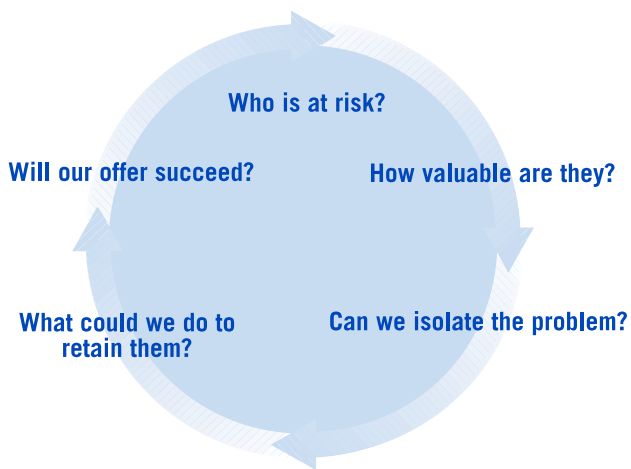 Who is at risk?
How valuable are they?
Can we isolate the problem?
What could we do to
retain them?
Will our offer succeed?